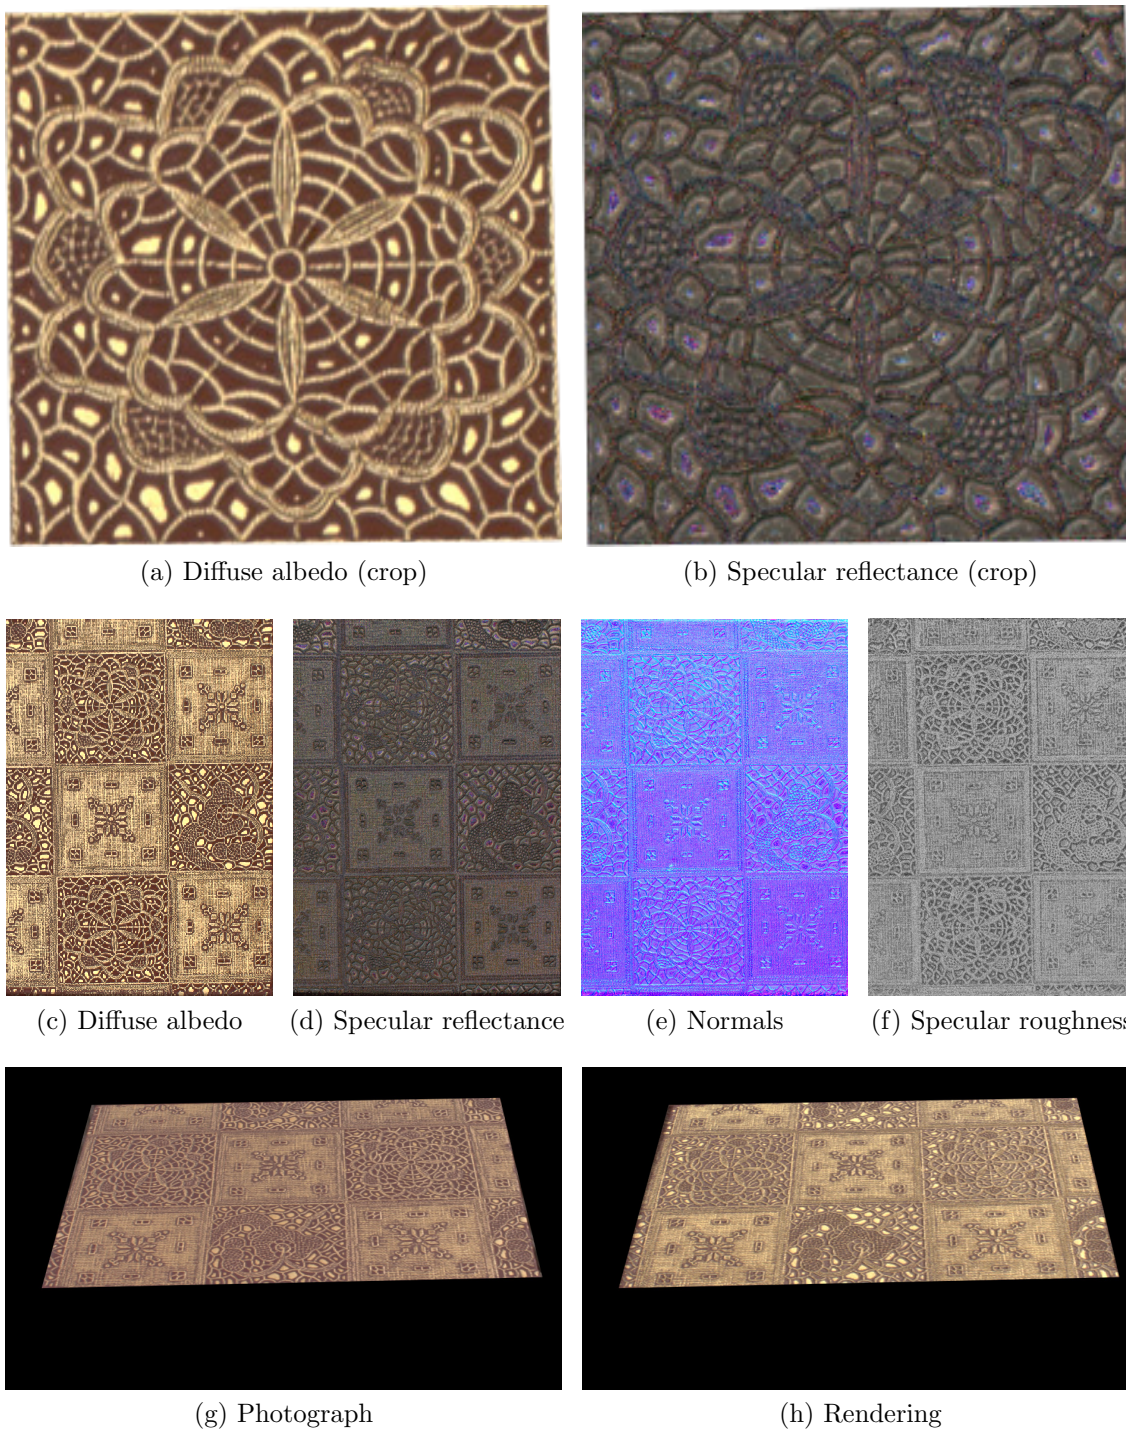 (a) Diffuse albedo (crop)
(b) Specular reflectance (crop)
(c) Diffuse albedo
(d) Specular reflectance
(e) Normals
(f) Specular roughness
(g) Photograph
(h) Rendering